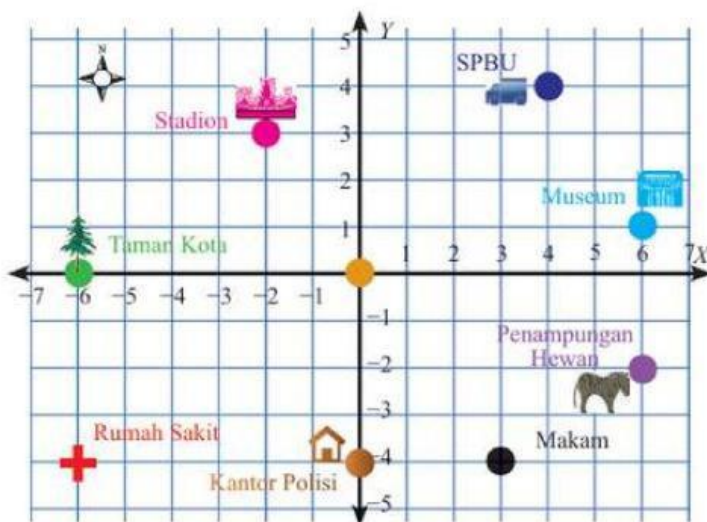 5 Y
N
SPBU
4
Stadion
3
2
Museum
1
Taman Kota
1 2 3 4 5 6 7 X
-7 -6 -5 -4 -3 -2 -1
-1
Penampungan
Hewan
-2
-3
Rumah Sakit
Makam
-4
Kantor Polisi
-5